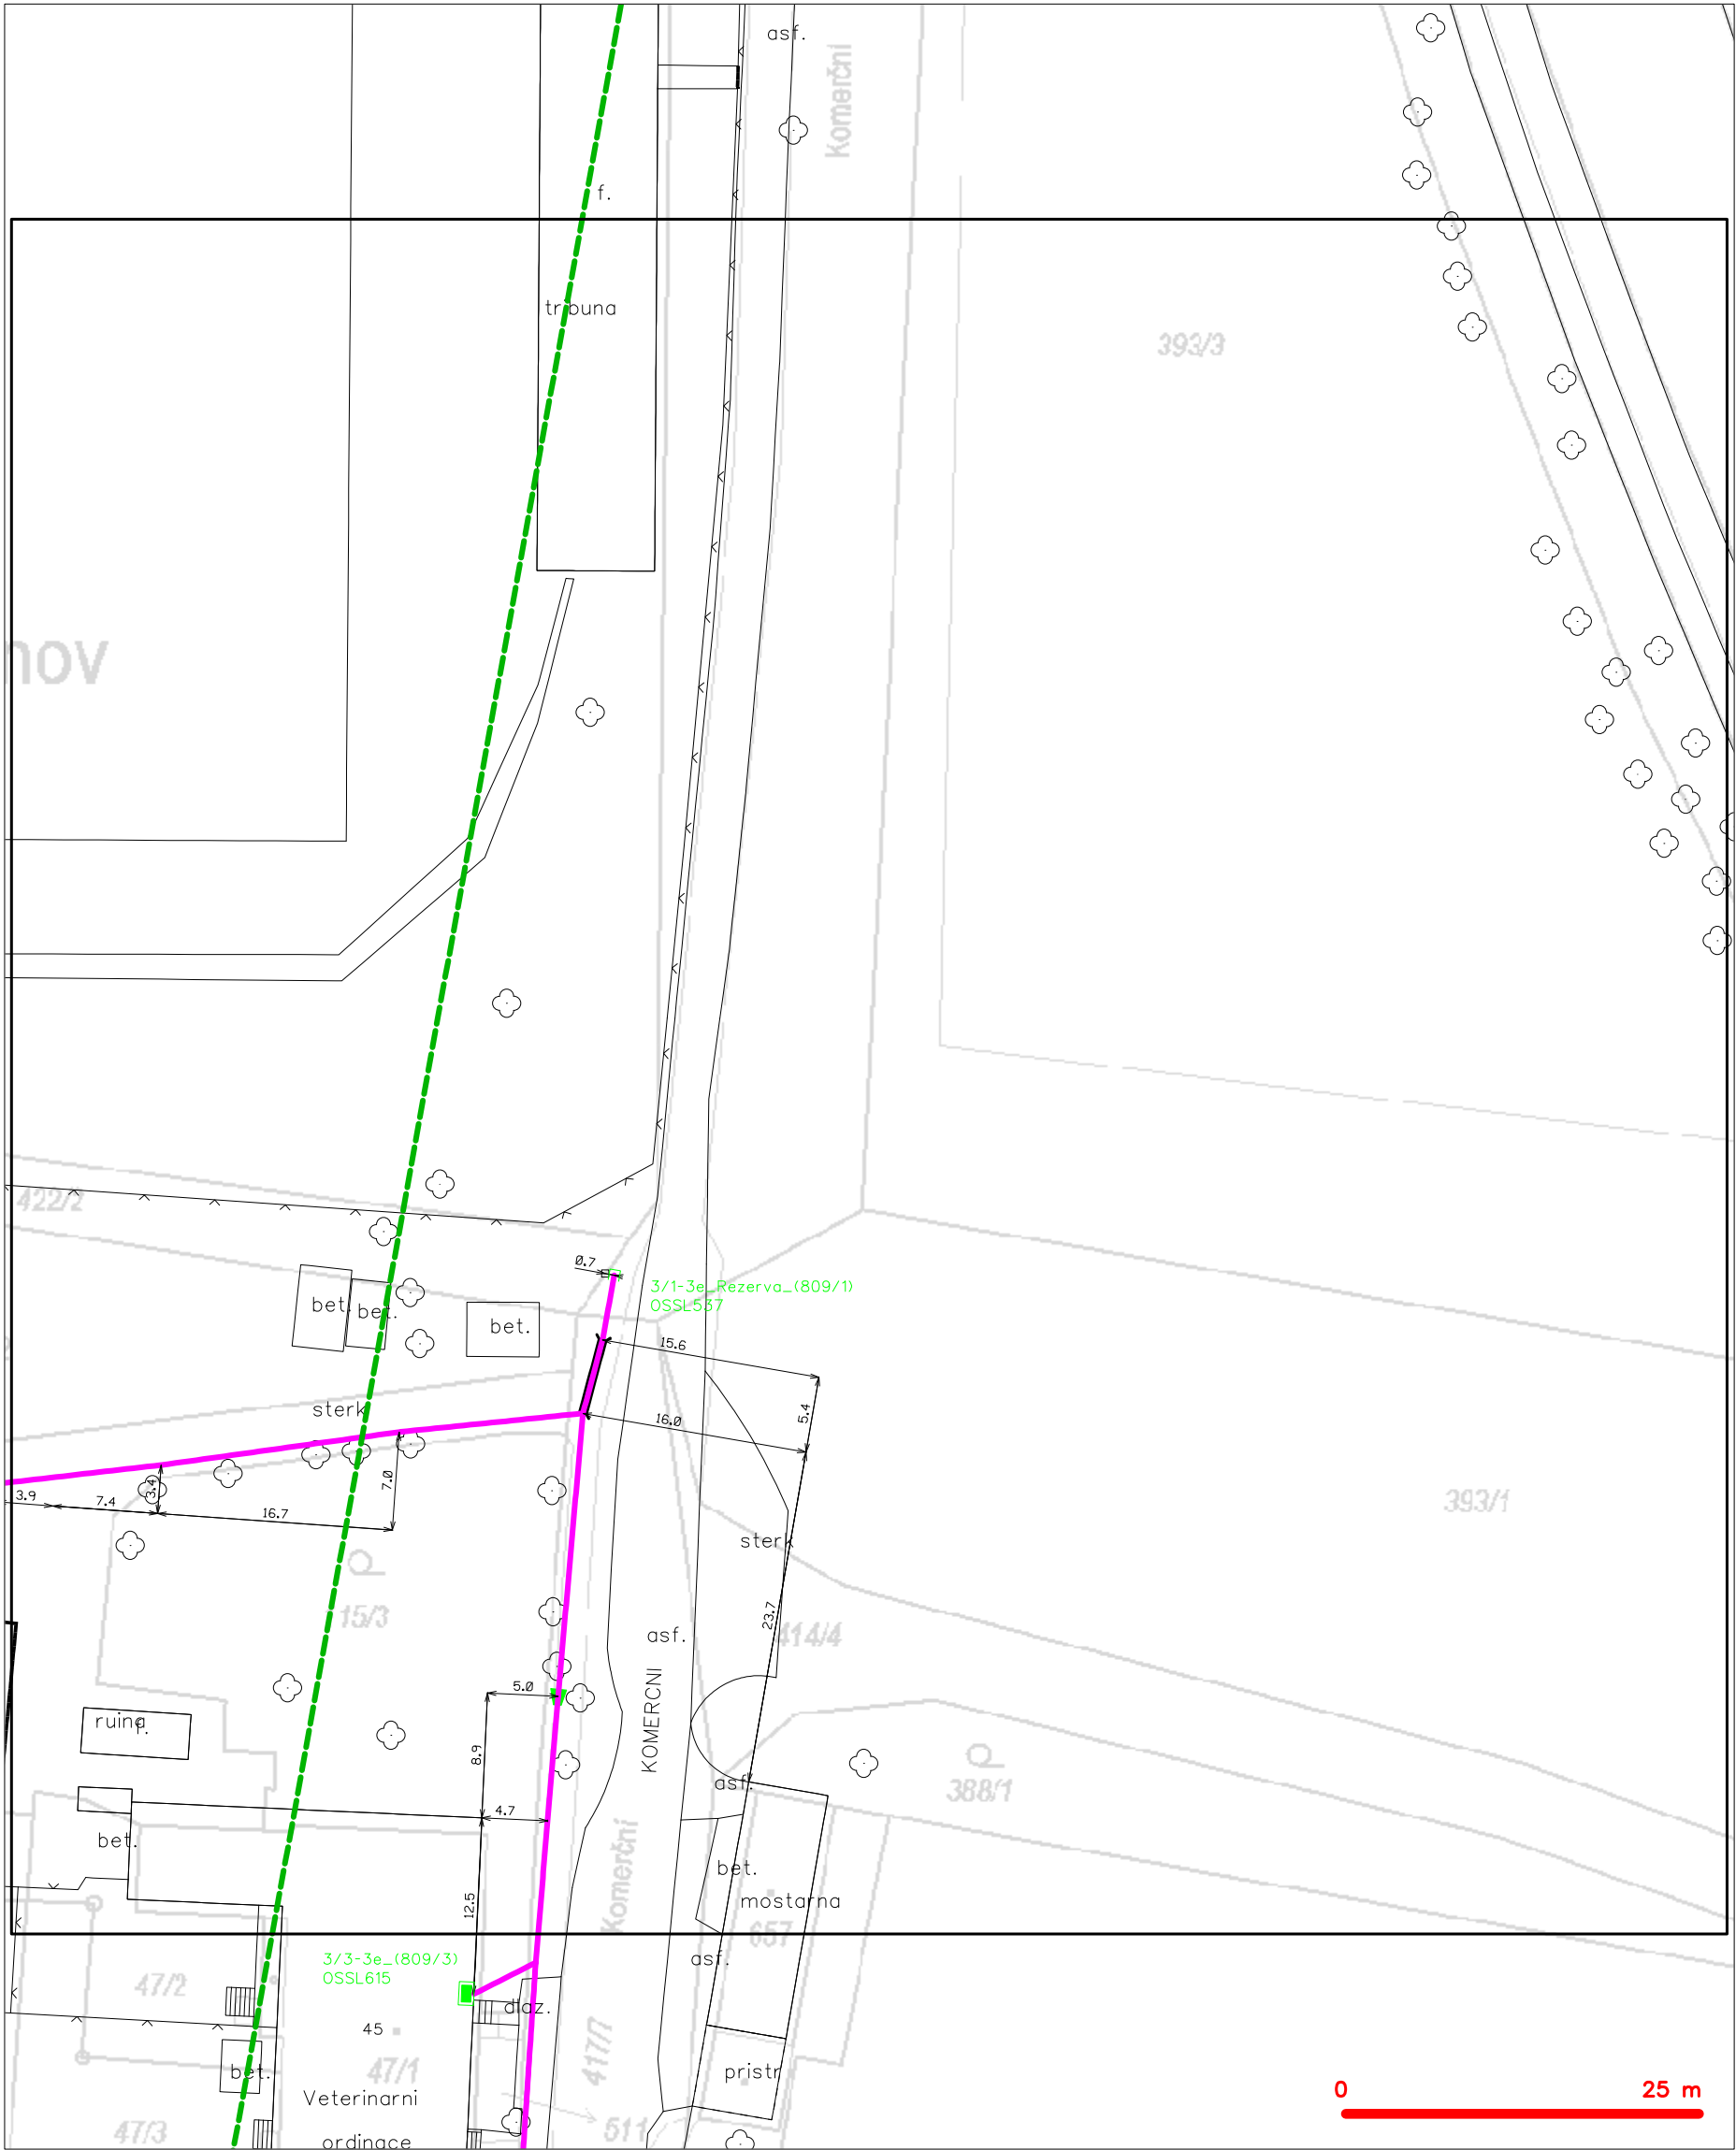 asf.
Komerční
f.
tribuna
393/3
nov
422/2
0.7
3/1-3e_Rezerva_(809/1)
OSSL537
bet.
bet.
bet.
15.6
sterk
16.0
5.4
7.0
3.4
3.9
7.4
16.7
393/1
sterk
15/3
23.7
asf.
414/4
5.0
KOMERCNI
ruina
f.
8.9
asf.
388/1
4.7
bet.
Komerční
bet.
mostarna
12.5
657
3/3-3e_(809/3)
OSSL615
asf.
47/2
dlaz.
45
47/1
417/7
bet.
pristr
Veterinarni
ordinace
47/3
511
0
25 m